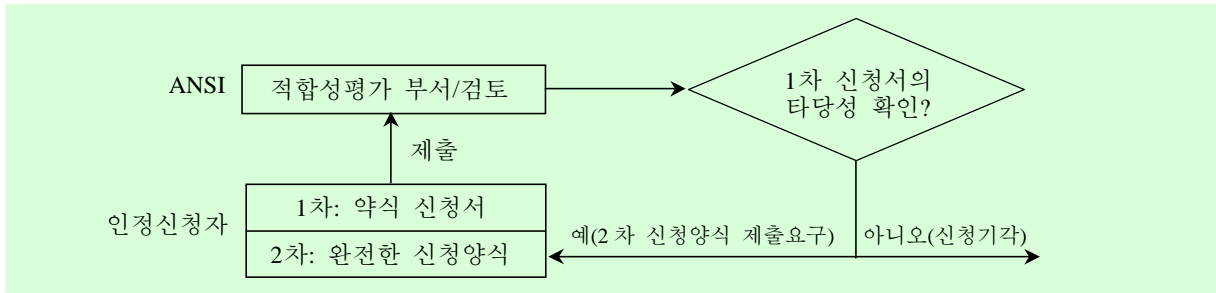 ANSI
적합성평가 부서/검토
1차 신청서의
타당성 확인?
제출
인정신청자
1차: 약식 신청서
2차: 완전한 신청양식
예(2차 신청양식 제출요구)
아니오(신청기각)